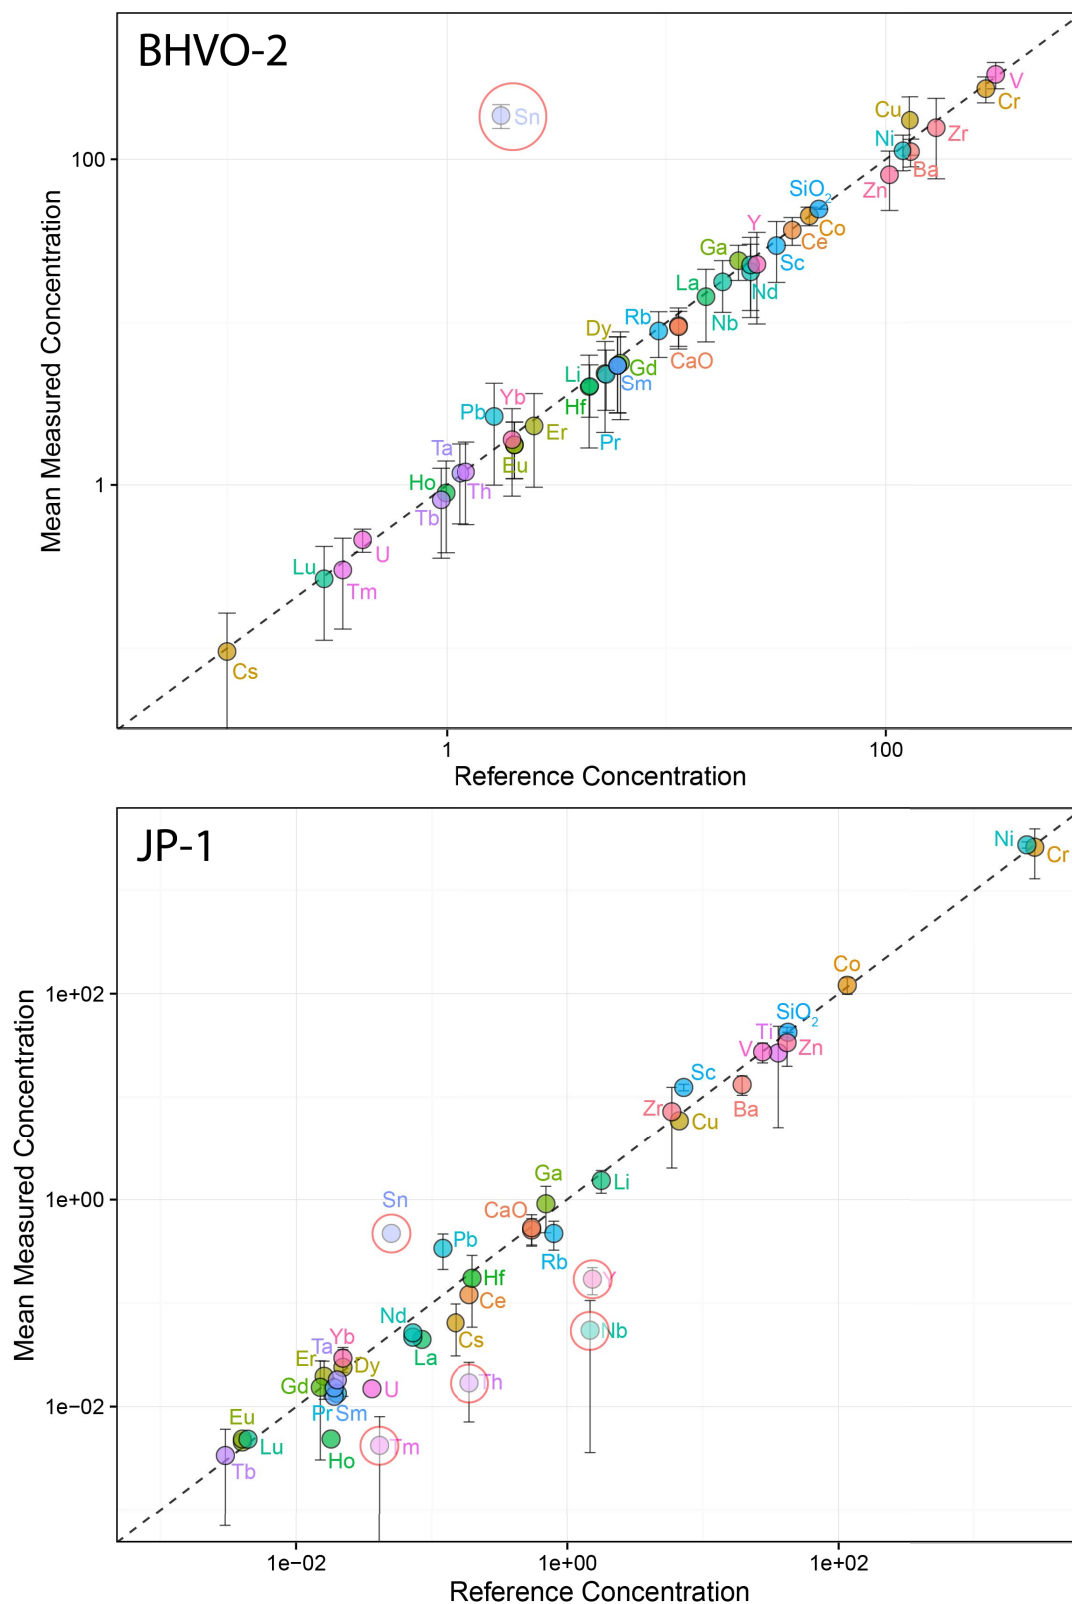 BHVO-2
Sn
V
Cr
Cu
Zr
Ni
Ba
Zn
SiO2
Co
Y
Ce
Ga
Sc
La
Nd
Nb
Rb
Dy
CaO
Gd
Li
Sm
Hf
Yb
Pb
Er
Pr
Ta
Eu
Ho
Th
Tb
U
Lu
Tm
Cs
100
1
Mean Measured Concentration
1
100
Reference Concentration
JP-1
Ni
Cr
Co
SiO2
Ti
V
Zn
Sc
Zr
Ba
Cu
Ga
Li
Sn
CaO
Pb
Rb
Hf
Y
Ce
Nd
Nb
Yb
Cs
Ta
La
Er
Dy
Gd
U
Th
Pr
Sm
Eu
Lu
Tm
Ho
Tb
1e+02
1e+00
1e−02
Mean Measured Concentration
1e−02
1e+00
1e+02
Reference Concentration